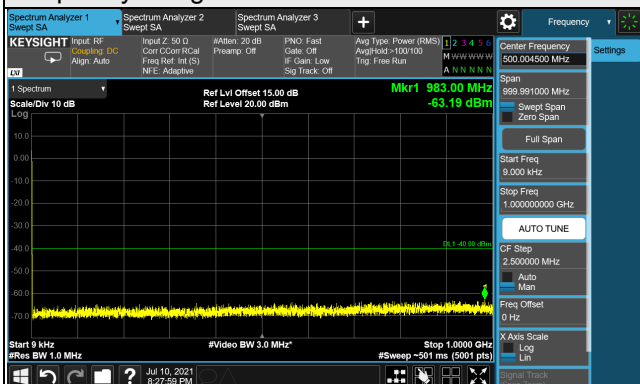 Spectrum Analyzer 1
Swept SA
Spectrum Analyzer 2
Swept SA
Spectrum Analyzer 3
Swept SA
Frequency
KEYSIGHT
Input: RF
Coupling: DC
Align: Auto
Input Z: 50 Ω
Corr CCorr RCal
Freq Ref: Int (S)
NFE: Adaptive
#Atten: 20 dB
Preamp: Off
PNO: Fast
Gate: Off
IF Gain: Low
Sig Track: Off
Avg Type: Power (RMS)
Avg|Hold:>100/100
Trig: Free Run
1 2 3 4 5 6
M W W W W W
A N N N N N
LXI
1 Spectrum
Scale/Div 10 dB
Log
Ref Lvl Offset 15.00 dB
Ref Level 20.00 dBm
Mkr1 983.00 MHz
-63.19 dBm
10.0
0.00
-10.0
-20.0
-30.0
-40.0
-50.0
-60.0
-70.0
DL1 -40.00 dBm
1
Start 9 kHz
#Res BW 1.0 MHz
#Video BW 3.0 MHz*
Stop 1.0000 GHz
#Sweep ~501 ms (5001 pts)
Jul 10, 2021
8:27:59 PM
Center Frequency
500.004500 MHz
Span
999.991000 MHz
Swept Span
Zero Span
Full Span
Start Freq
9.000 kHz
Stop Freq
1.000000000 GHz
AUTO TUNE
CF Step
2.500000 MHz
Auto
Man
Freq Offset
0 Hz
X Axis Scale
Log
Lin
Signal Track
Settings